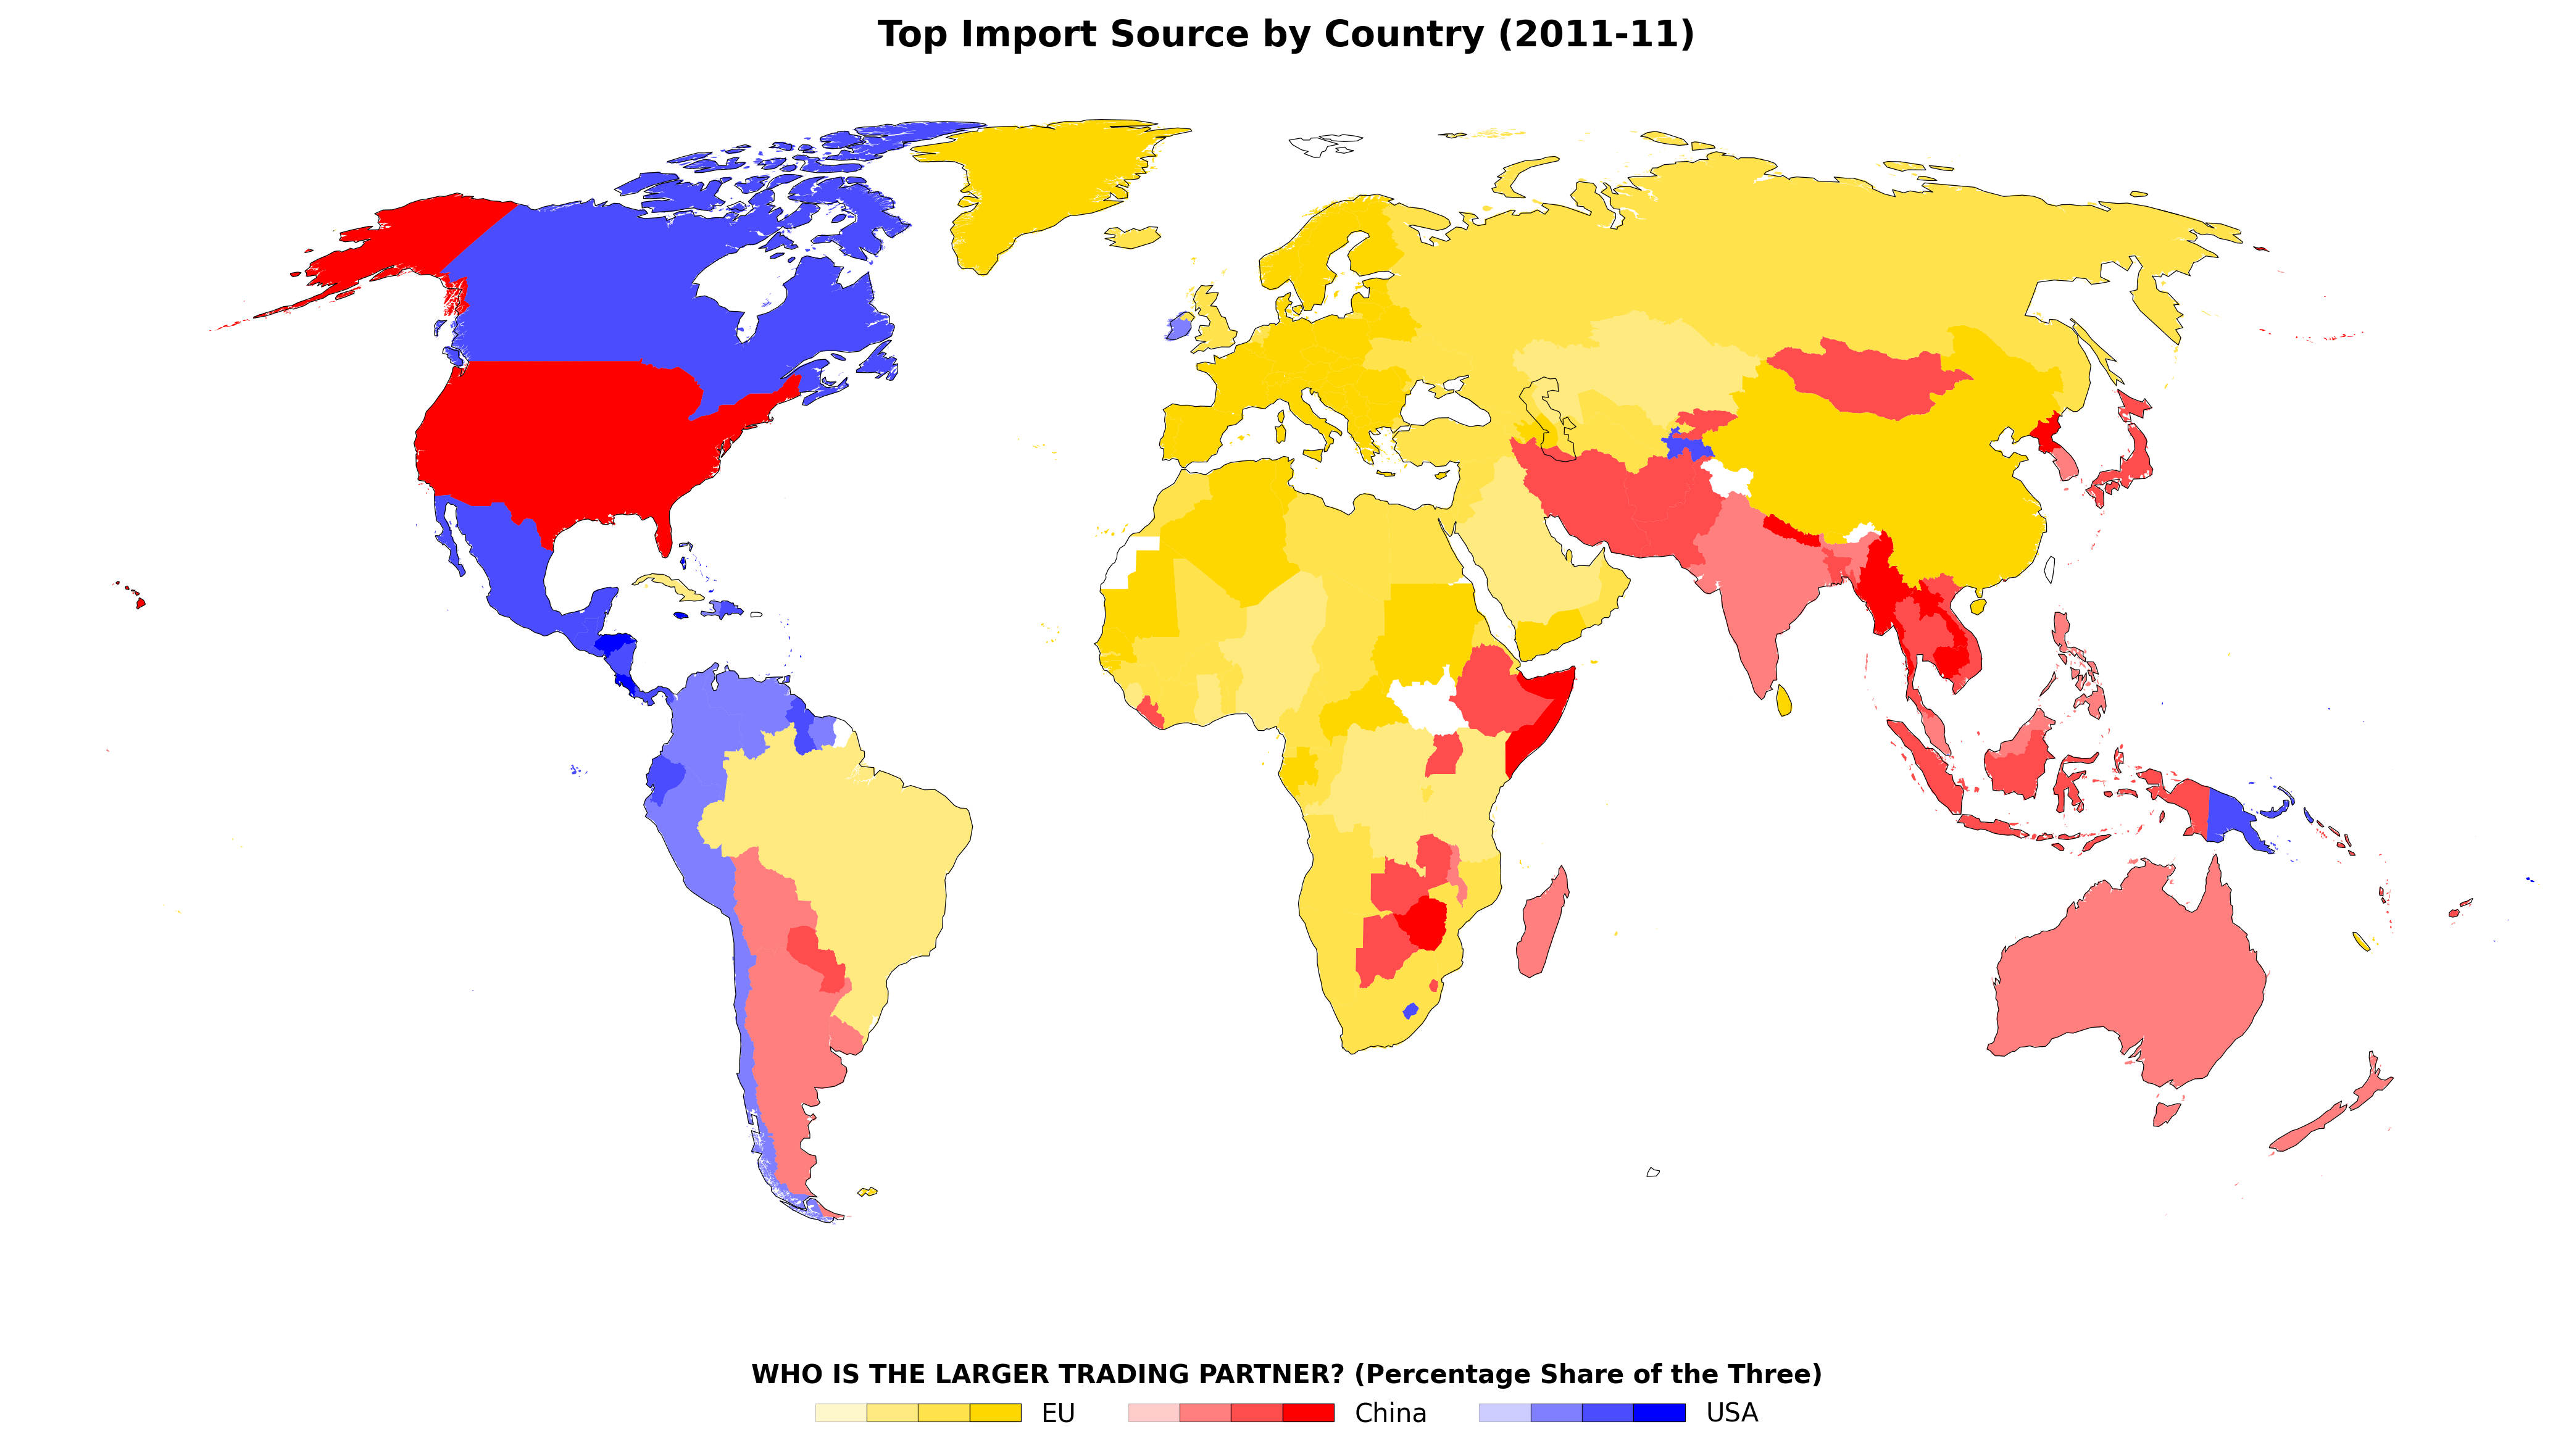 Top Import Source by Country (2011-11)
WHO IS THE LARGER TRADING PARTNER? (Percentage Share of the Three)
EU China USA